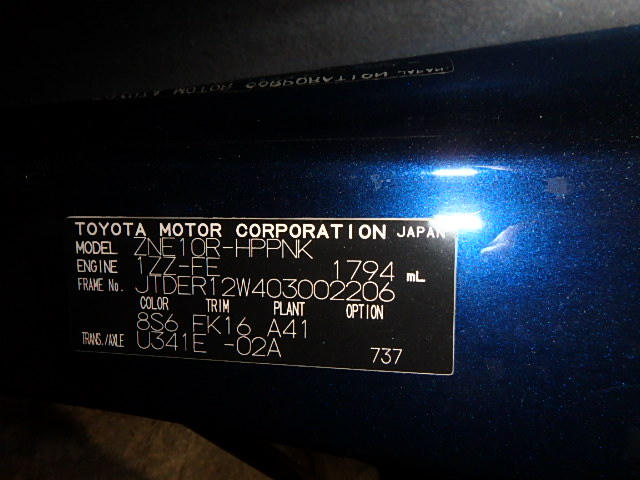 TOYOTA MOTOR CORPORATION JAPAN
MODEL ZNE10R-HPPNK
ENGINE 1ZZ-FE 1794 mL
FRAME No. JTDER12W403002206
COLOR TRIM PLANT OPTION
8S6 FK16 A41
TRANS./AXLE U341E -02A 737